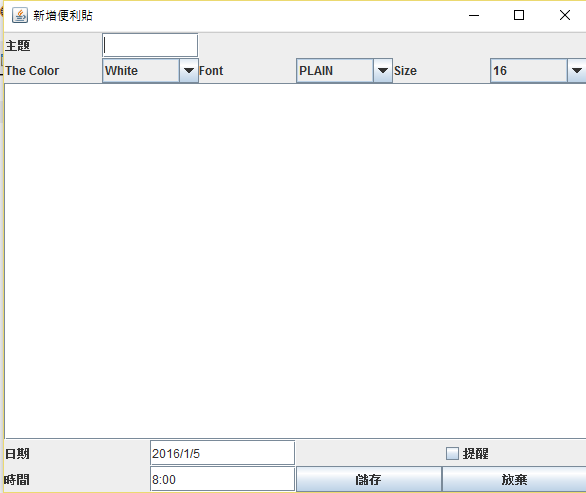 新增便利貼
主題
The Color White Font PLAIN Size 16
日期 2016/1/5 提醒
時間 8:00 儲存 放棄